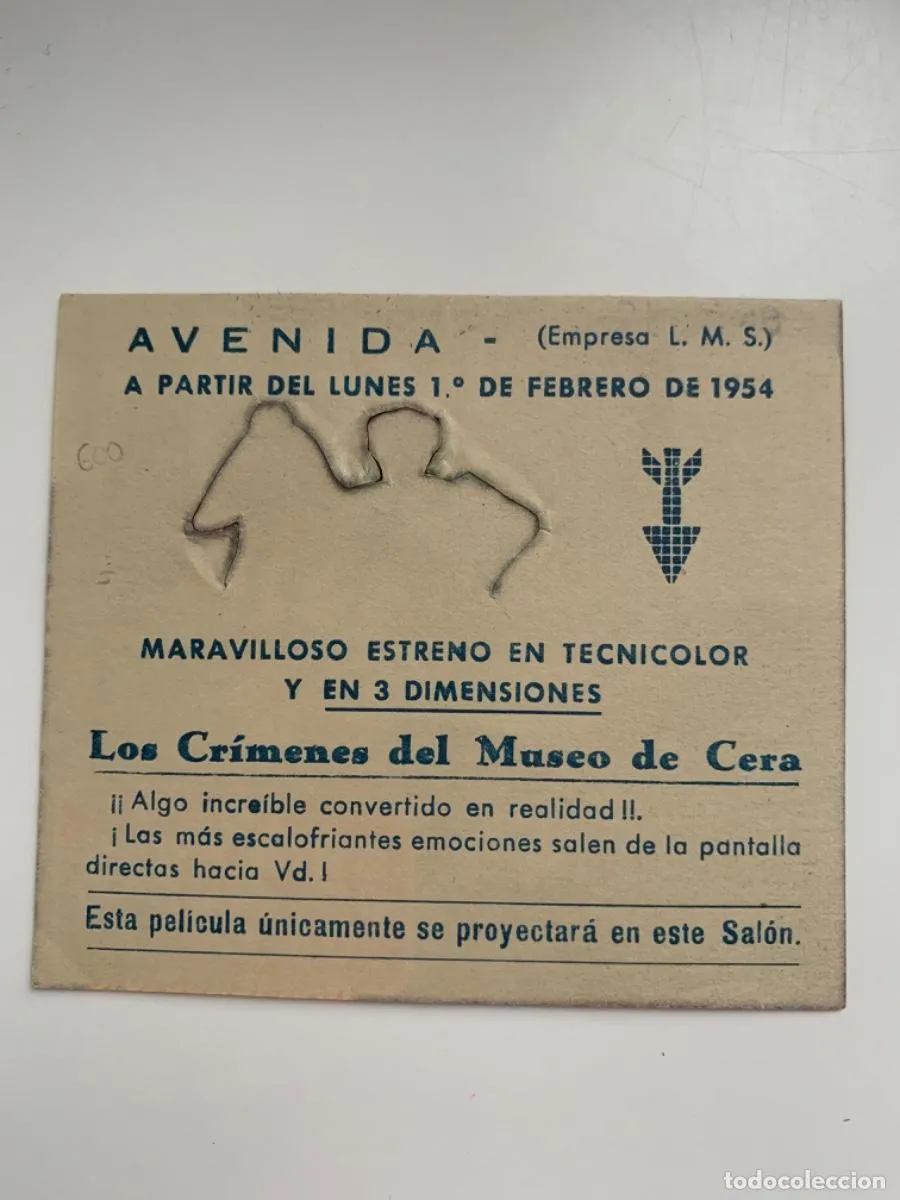 AVENIDA - (Empresa L. M. S.)
A PARTIR DEL LUNES 1.º DE FEBRERO DE 1954
600
MARAVILLOSO ESTRENO EN TECNICOLOR
Y EN 3 DIMENSIONES
Los Crímenes del Museo de Cera
¡¡Algo increíble convertido en realidad!!.
¡Las más escalofriantes emociones salen de la pantalla
directas hacia Vd.!
Esta película únicamente se proyectará en este Salón.
todocoleccion